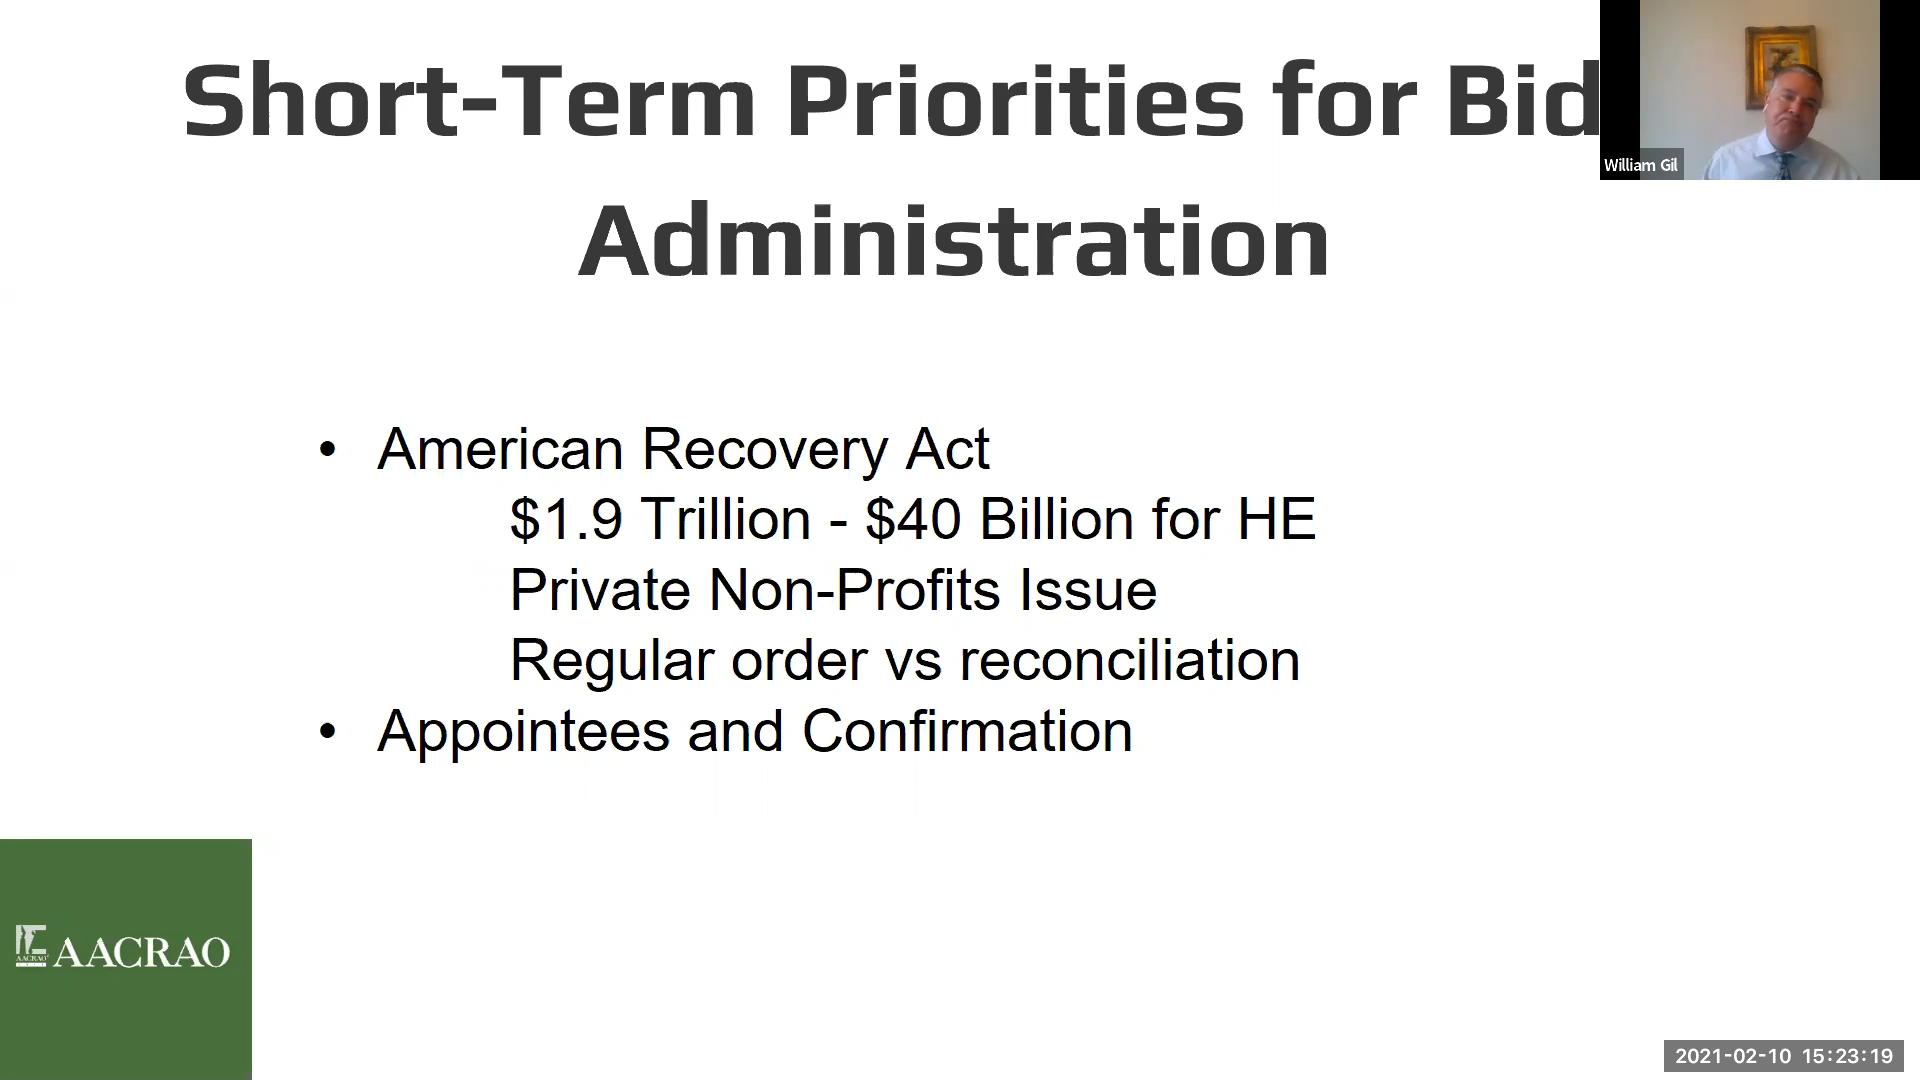 Short-Term Priorities for Bid
William Gil
Administration
• American Recovery Act
$1.9 Trillion - $40 Billion for HE
Private Non-Profits Issue
Regular order vs reconciliation
• Appointees and Confirmation
AACRAO
AACRAO
2021-02-10 15:23:19